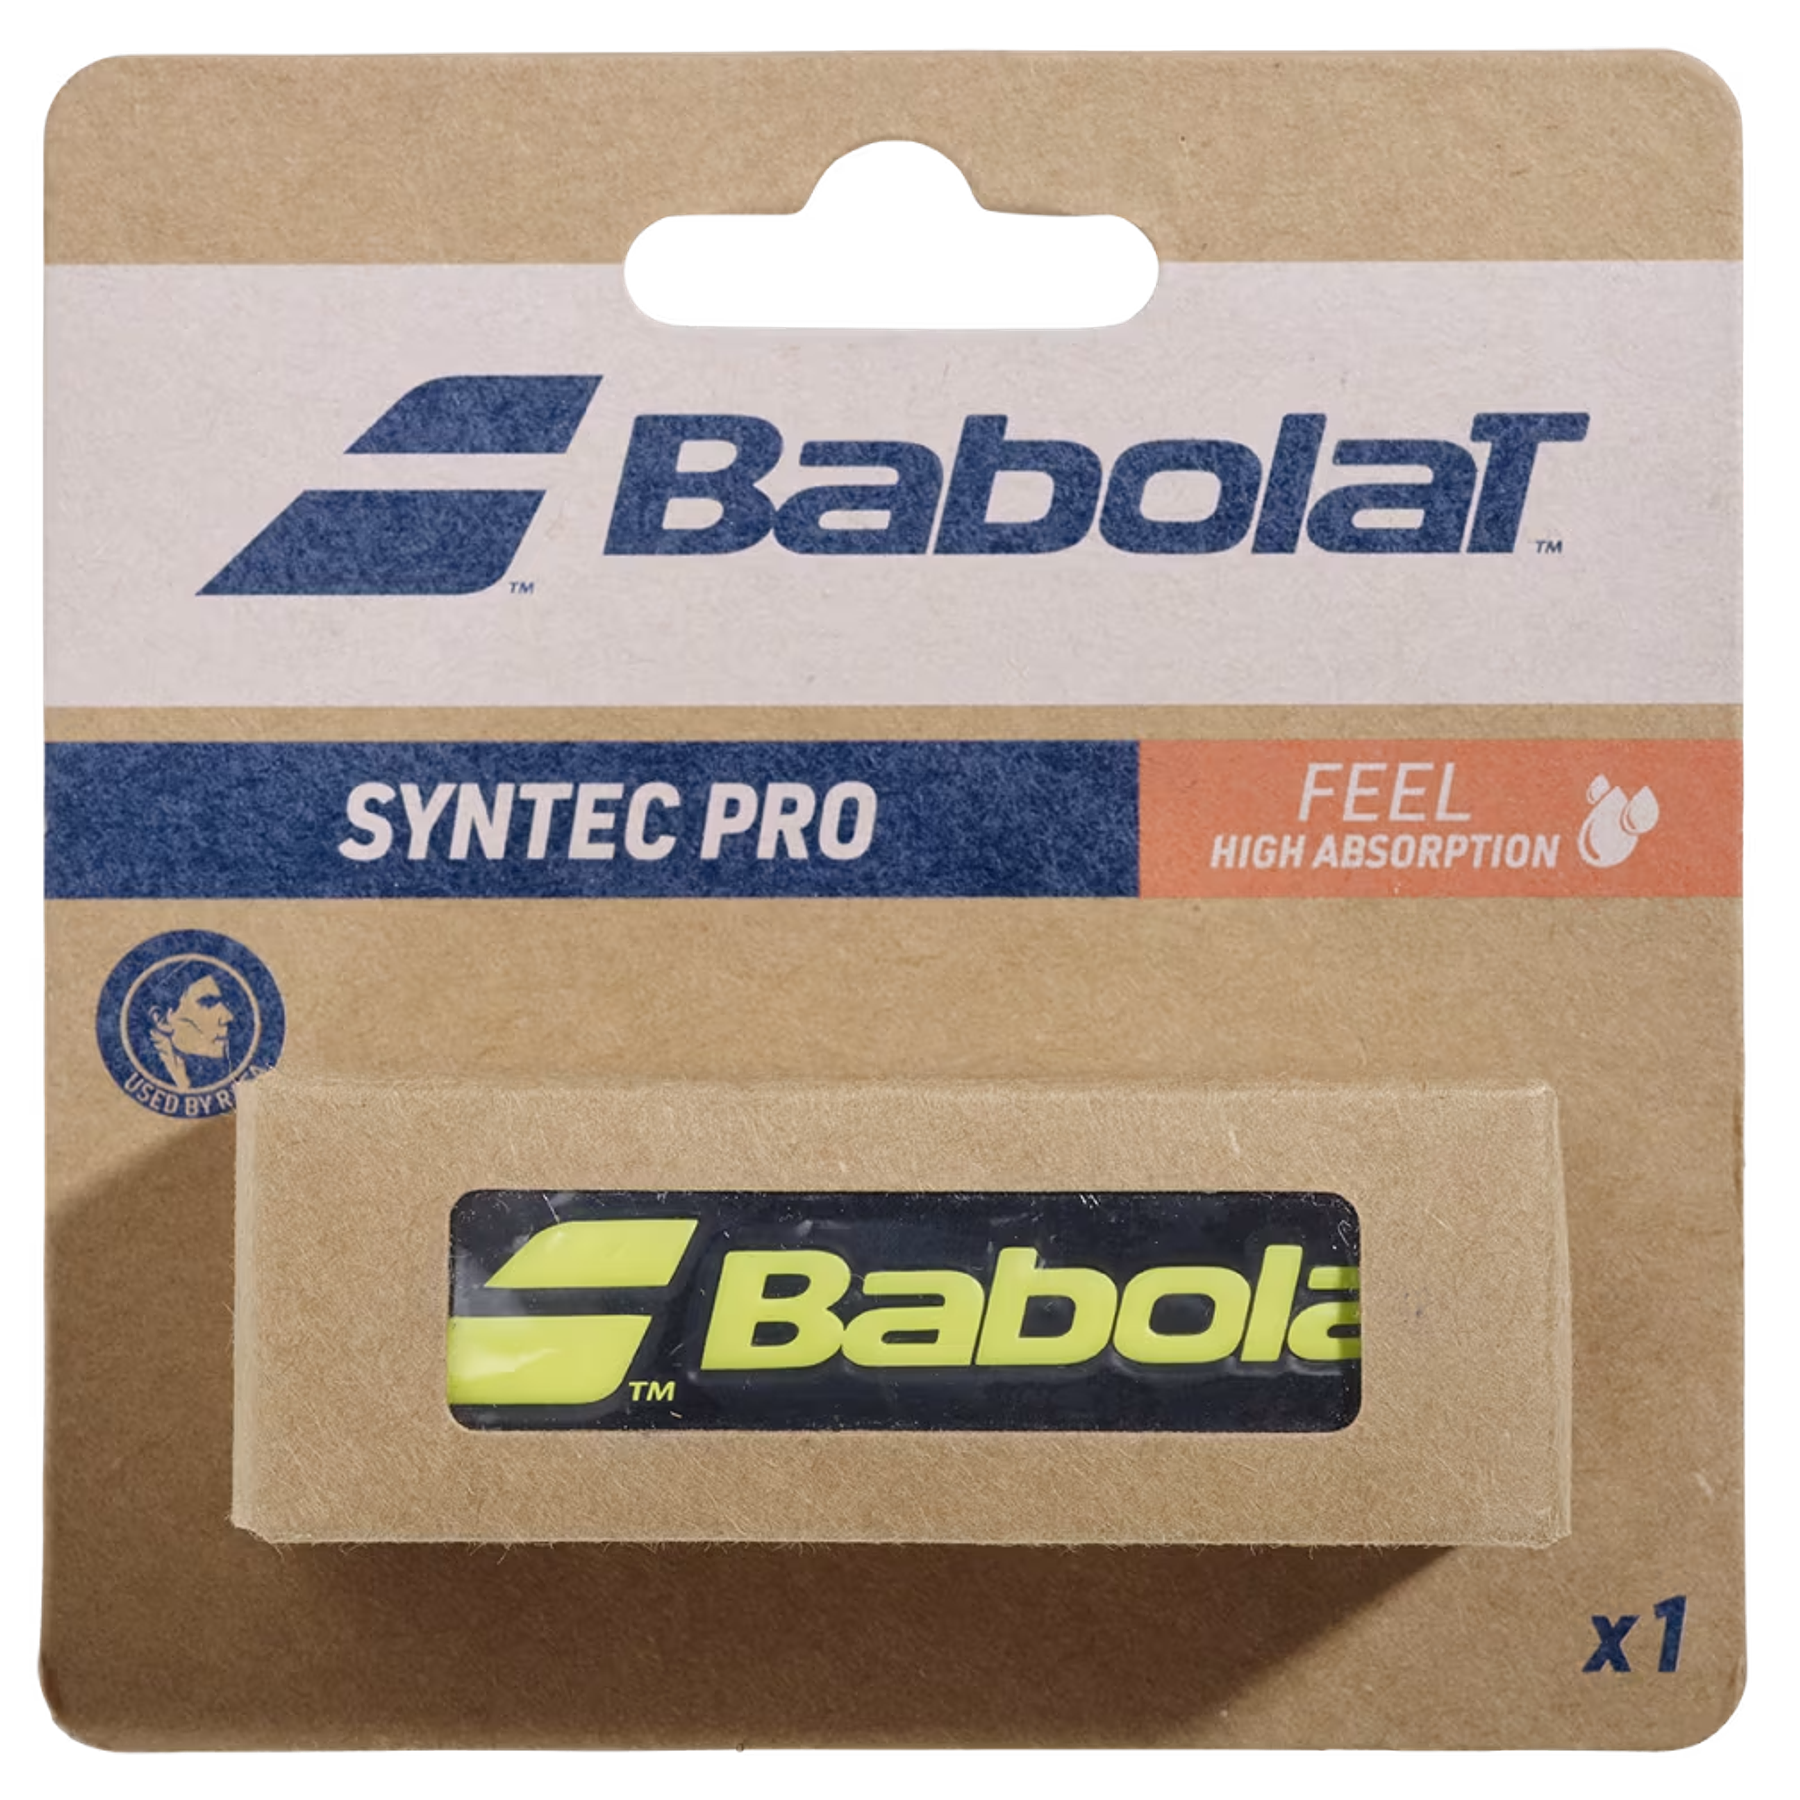 BabolaT™
™
SYNTEC PRO
FEEL
HIGH ABSORPTION
USED BY
Babola
™
x1